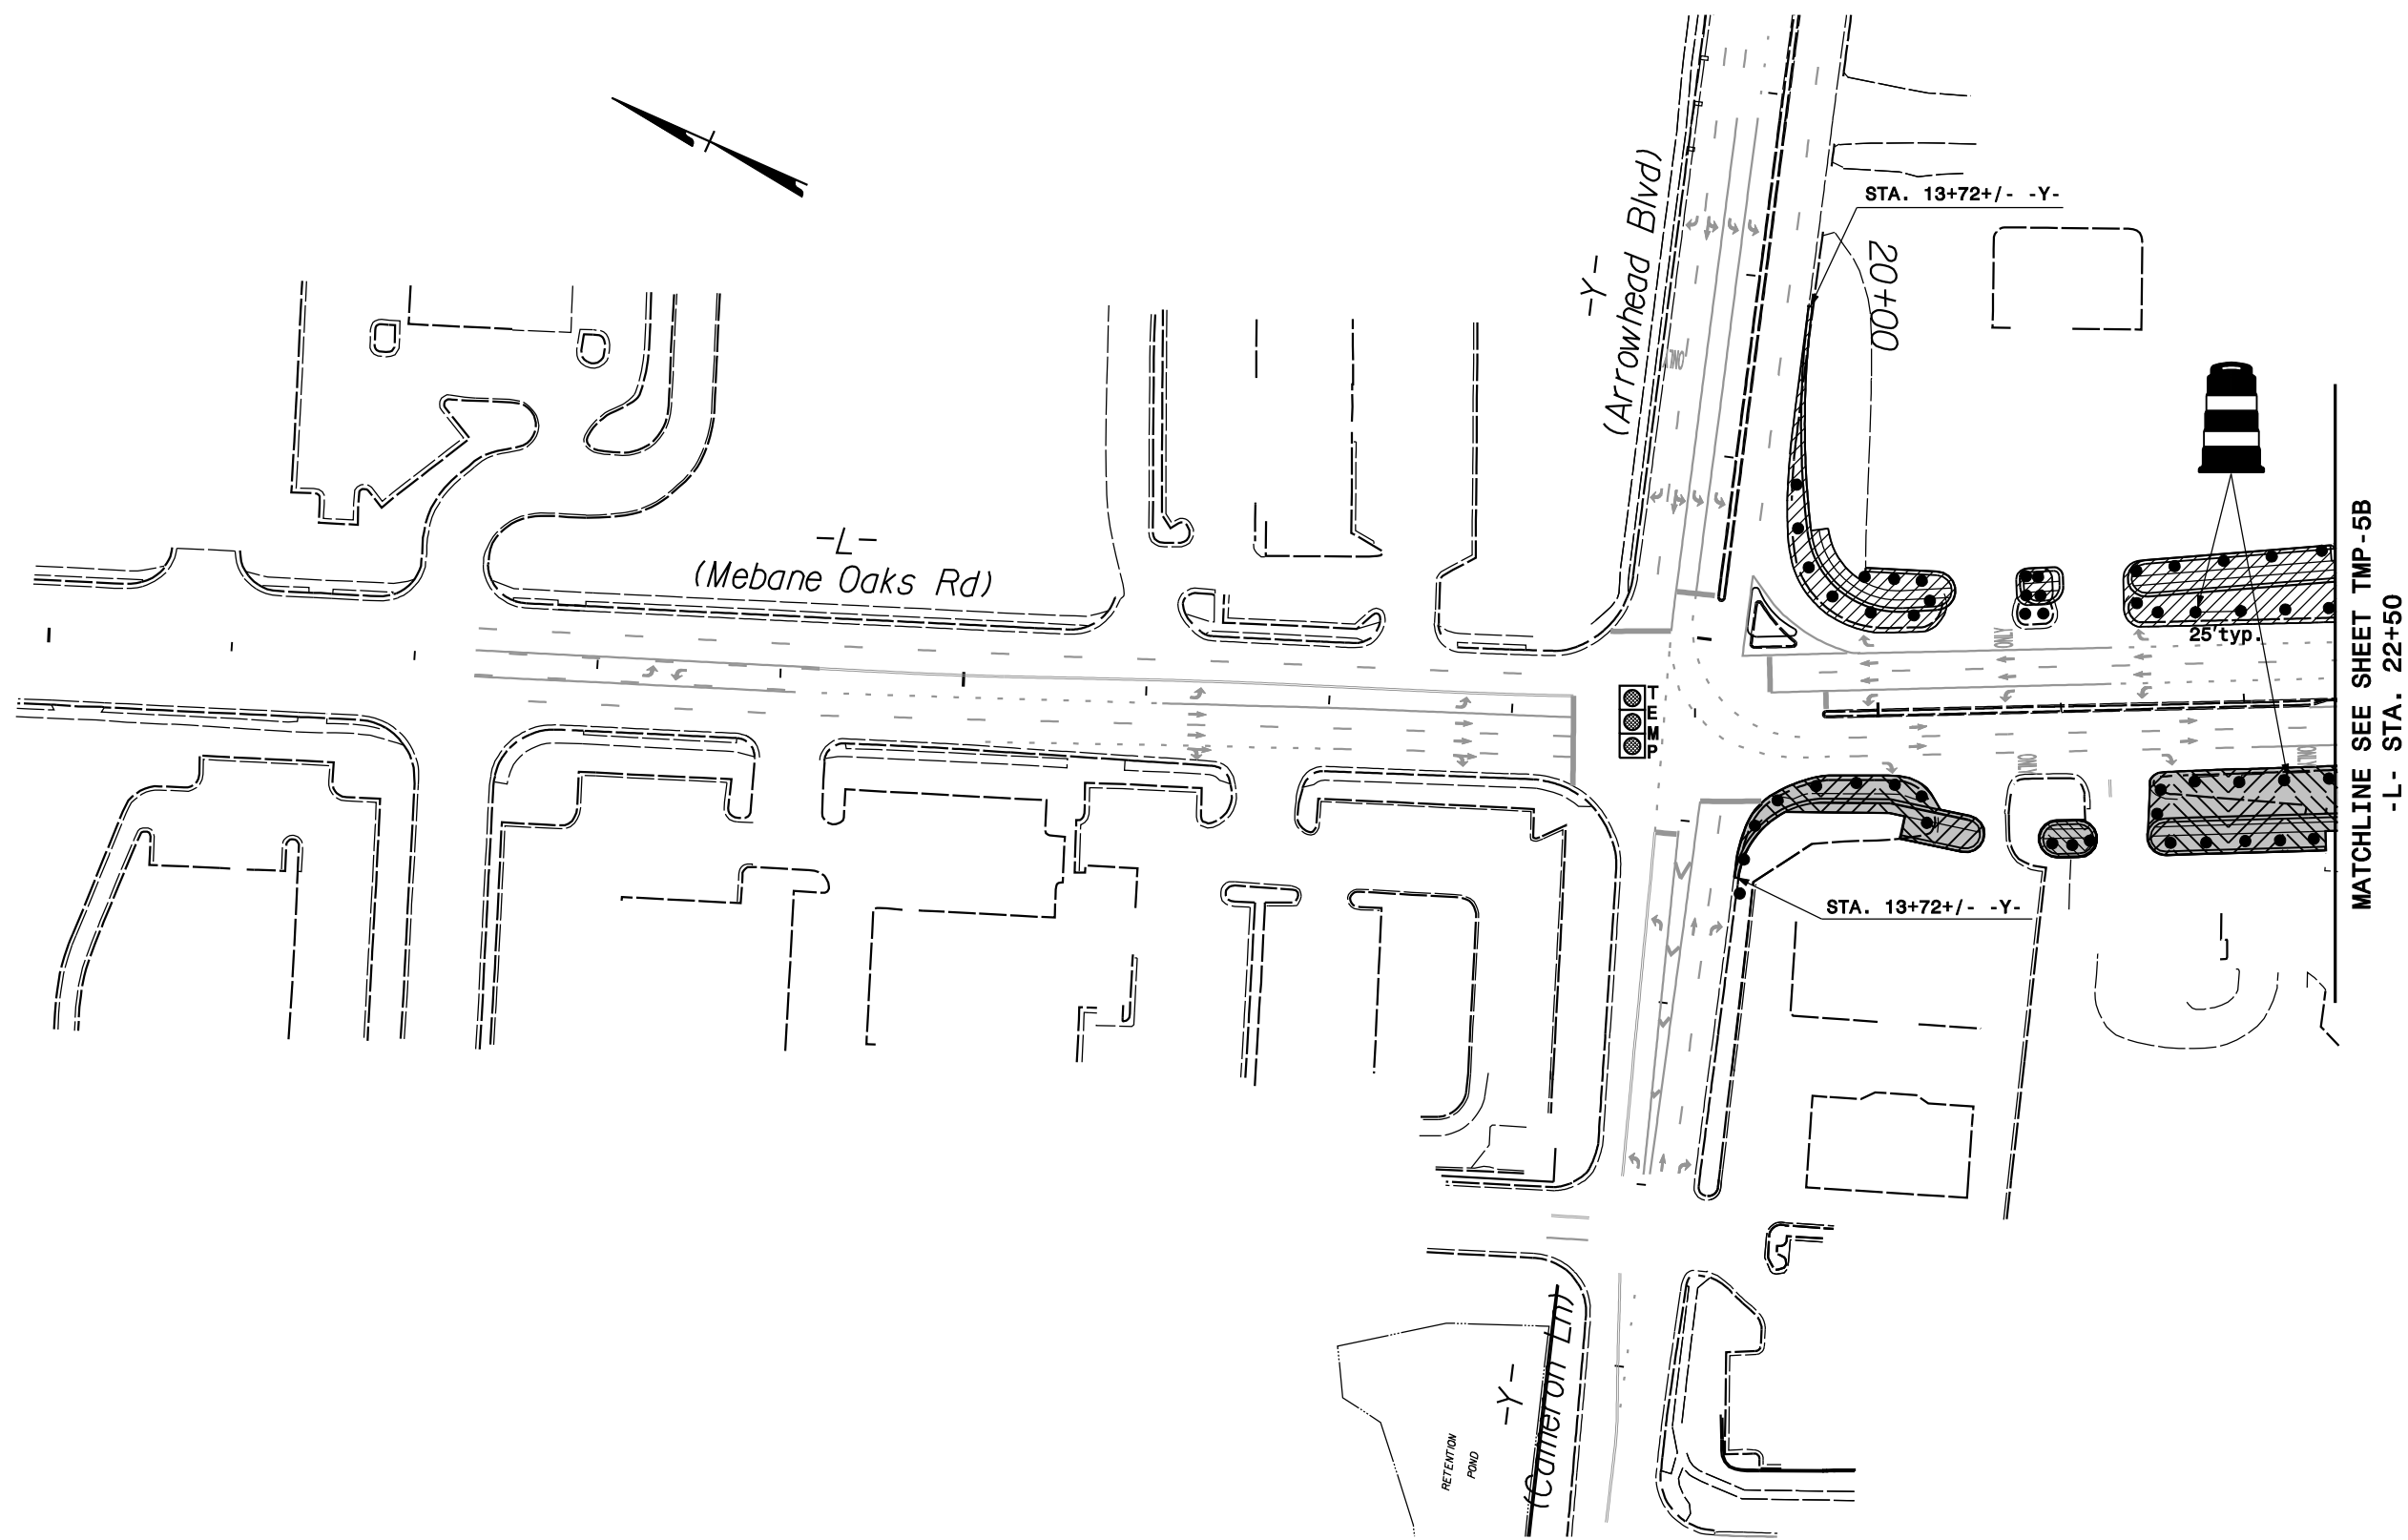 -Y-
(Arrowhead Blvd)
STA. 13+72+/- -Y-
20+00
ONLY
-L-
(Mebane Oaks Rd)
ONLY
25'typ.
MATCHLINE SEE SHEET TMP-5B
-L- STA. 22+50
TEMP
ONLY
ONLY
STA. 13+72+/- -Y-
-Y-
(Cameron Ln)
RETENTION
POND